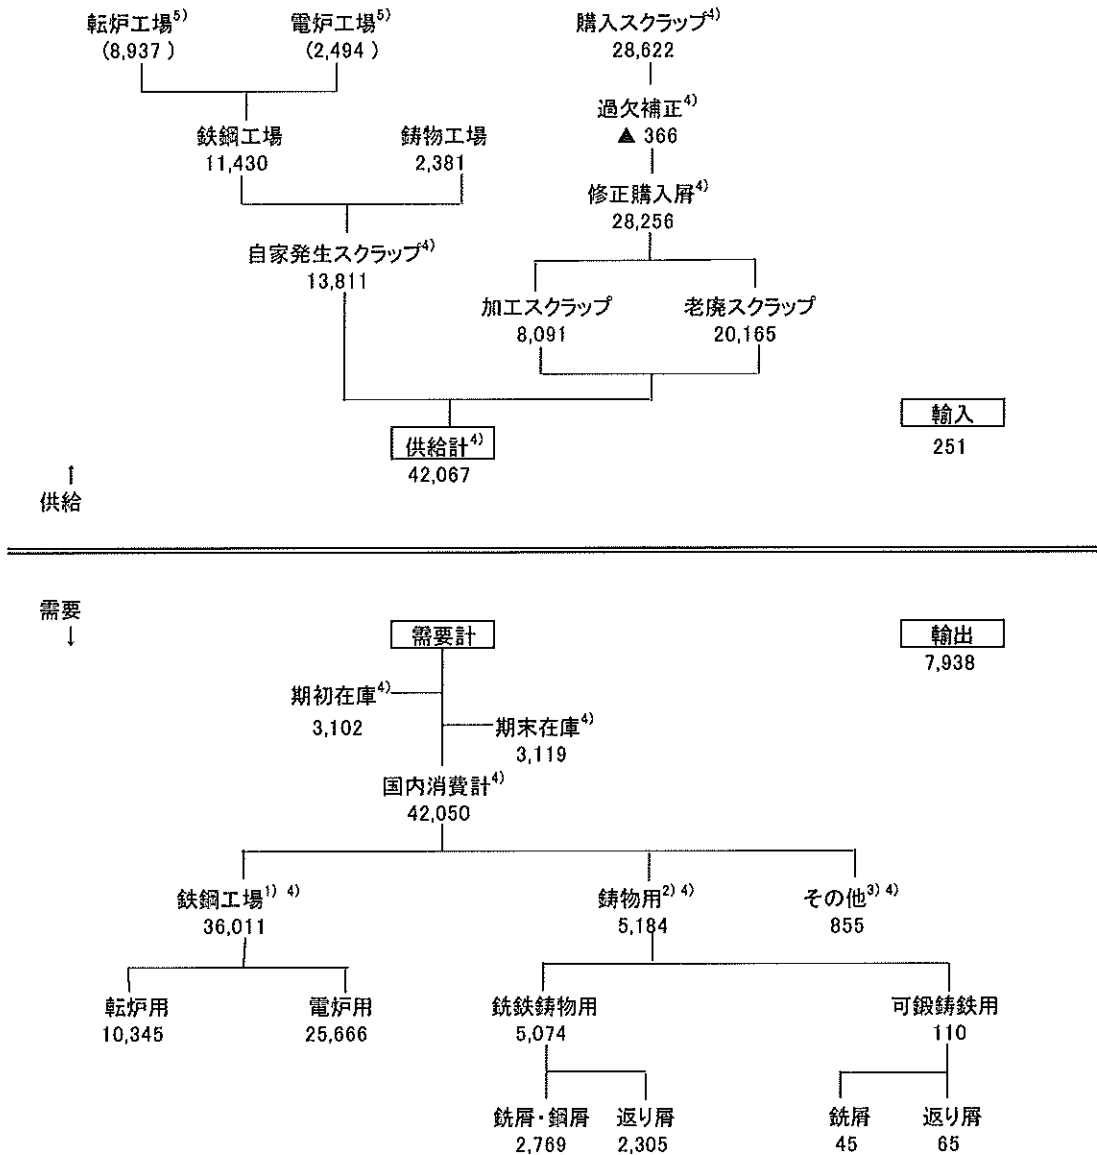 転炉工場5) 電炉工場5) 購入スクラップ4)
(8,937 ) (2,494 ) 28,622
過欠補正4)
▲ 366
鉄鋼工場 鋳物工場
11,430 2,381
修正購入屑4)
28,256
自家発生スクラップ4)
13,811
加工スクラップ 老廃スクラップ
8,091 20,165
輸入
251
供給計4)
42,067
↑
供給
需要
↓
需要計 輸出
7,938
期初在庫4)
3,102
期末在庫4)
3,119
国内消費計4)
42,050
鉄鋼工場1) 4) 鋳物用2) 4) その他3) 4)
36,011 5,184 855
転炉用 電炉用 銑鉄鋳物用 可鍛鋳鉄用
10,345 25,666 5,074 110
銑屑・鋼屑 返り屑 銑屑 返り屑
2,769 2,305 45 65